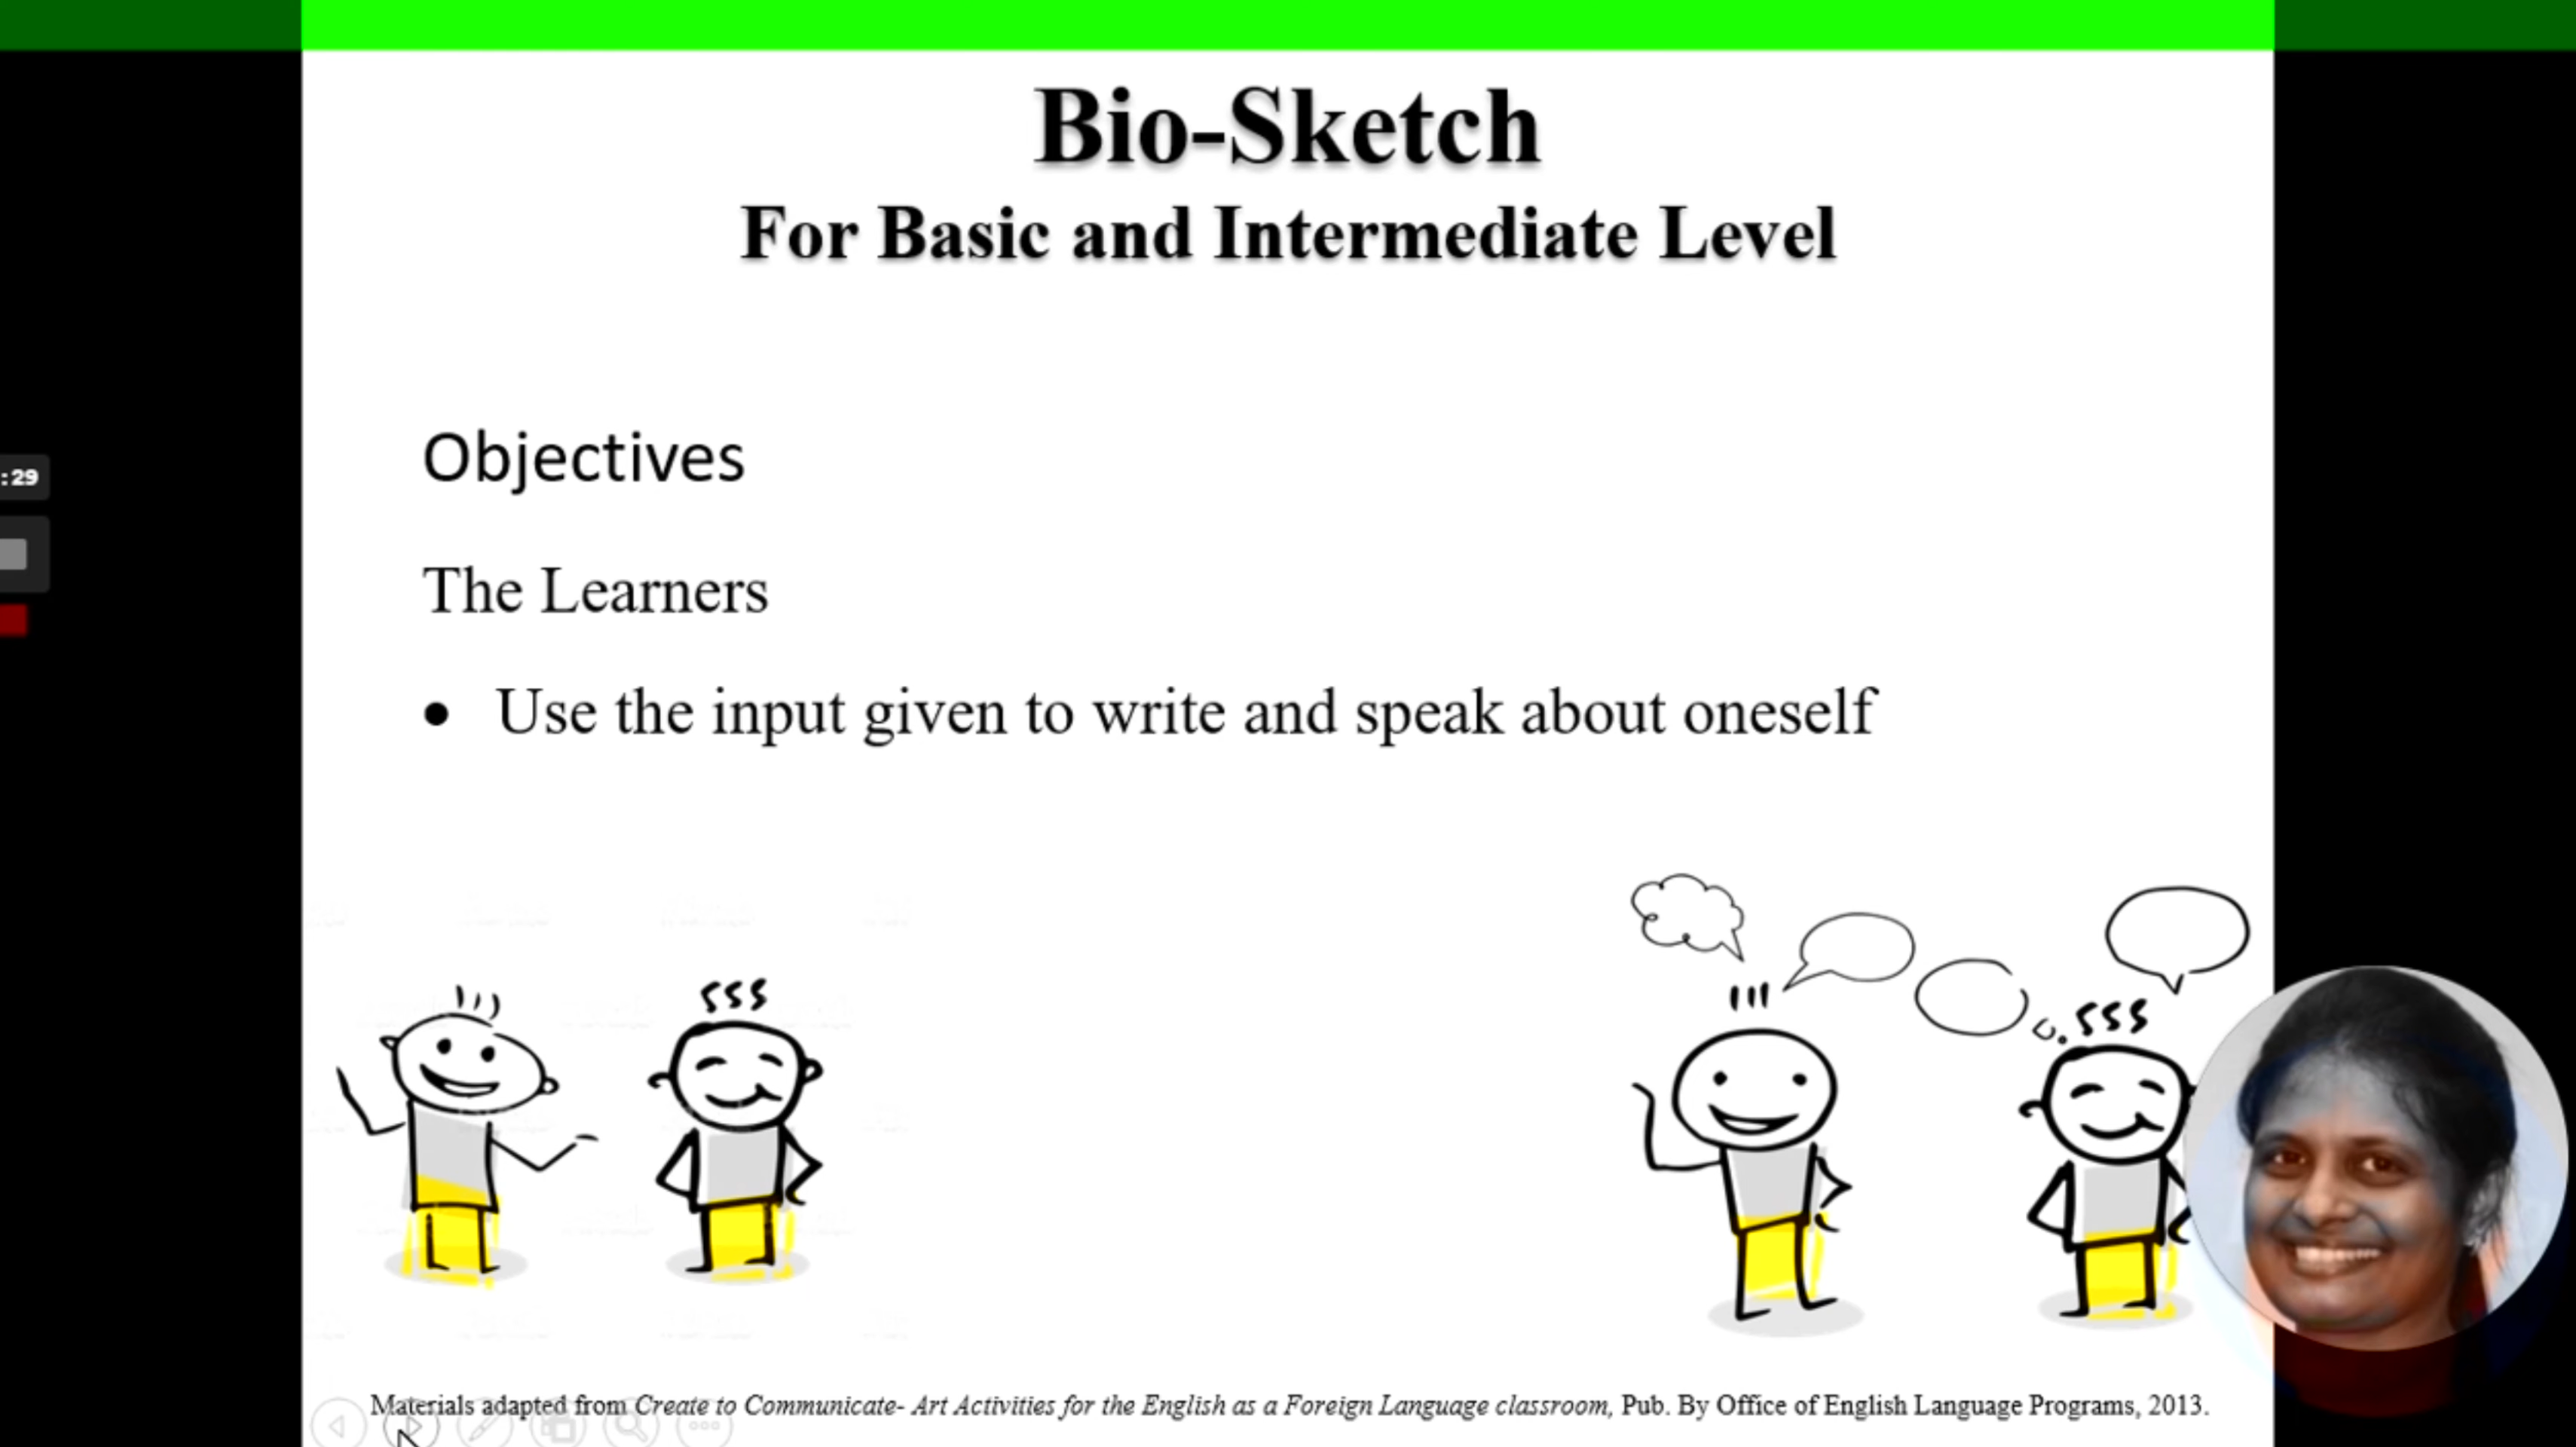 Bio-Sketch
For Basic and Intermediate Level
Objectives
:29
The Learners
• Use the input given to write and speak about oneself
Materials adapted from Create to Communicate- Art Activities for the English as a Foreign Language classroom, Pub. By Office of English Language Programs, 2013.